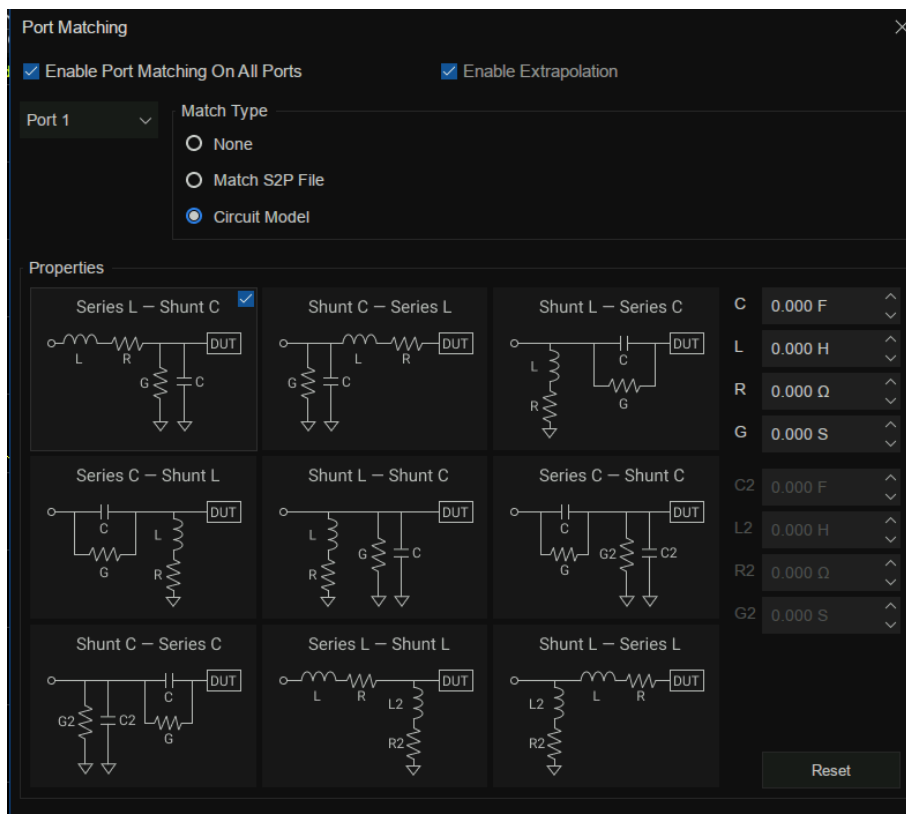 Port Matching
Enable Port Matching On All Ports
Enable Extrapolation
Port 1
Match Type
None
Match S2P File
Circuit Model
Properties
Series L – Shunt C
L
R
G
C
DUT
Shunt C – Series L
G
C
L
R
DUT
Shunt L – Series C
L
R
C
G
DUT
C 0.000 F
L 0.000 H
R 0.000 Ω
G 0.000 S
Series C – Shunt L
C
G
L
R
DUT
Shunt L – Shunt C
L
R
G
C
DUT
Series C – Shunt C
C
G
G2
C2
DUT
C2 0.000 F
L2 0.000 H
R2 0.000 Ω
G2 0.000 S
Shunt C – Series C
G2
C2
C
G
DUT
Series L – Shunt L
L
R
L2
R2
DUT
Shunt L – Series L
L2
R2
L
R
DUT
Reset